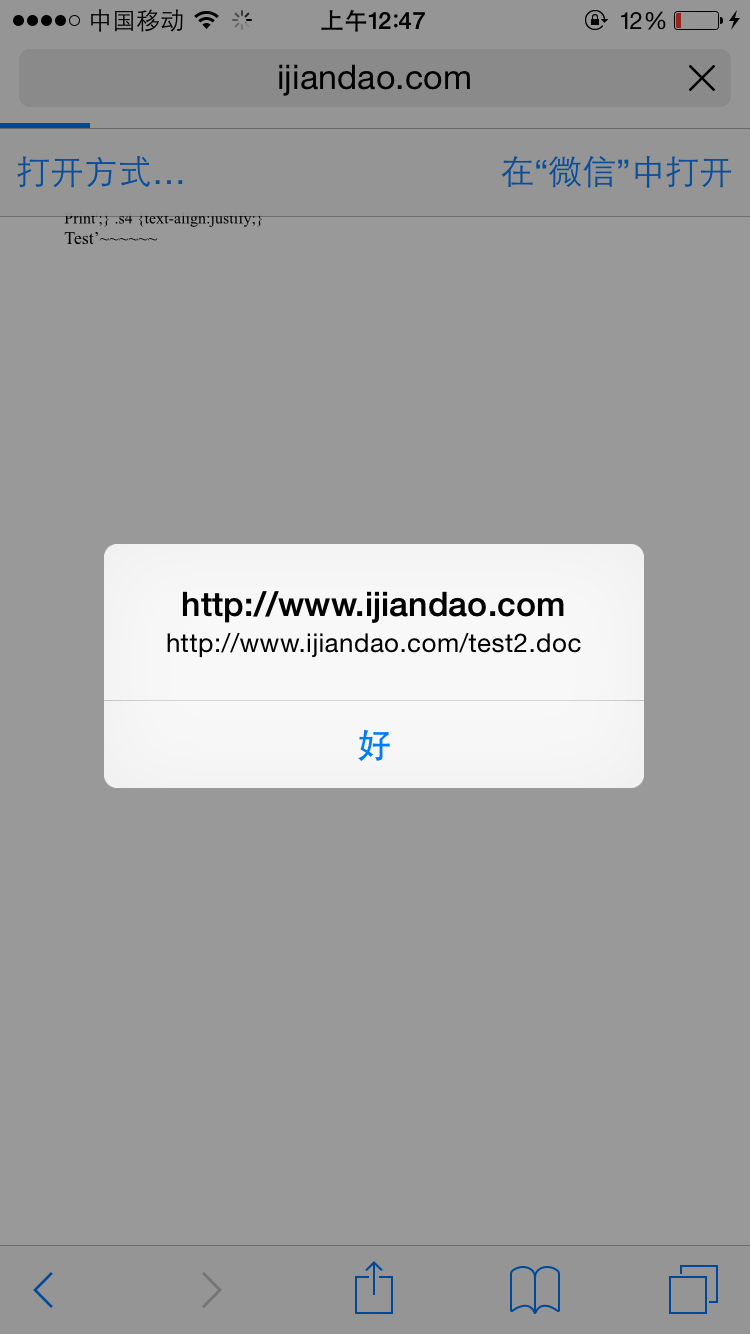 中国移动 上午12:47 12%
ijiandao.com
打开方式... 在“微信”中打开
Print';} .s4 {text-align:justify;}
Test’~~~~~~
http://www.ijiandao.com
http://www.ijiandao.com/test2.doc
好